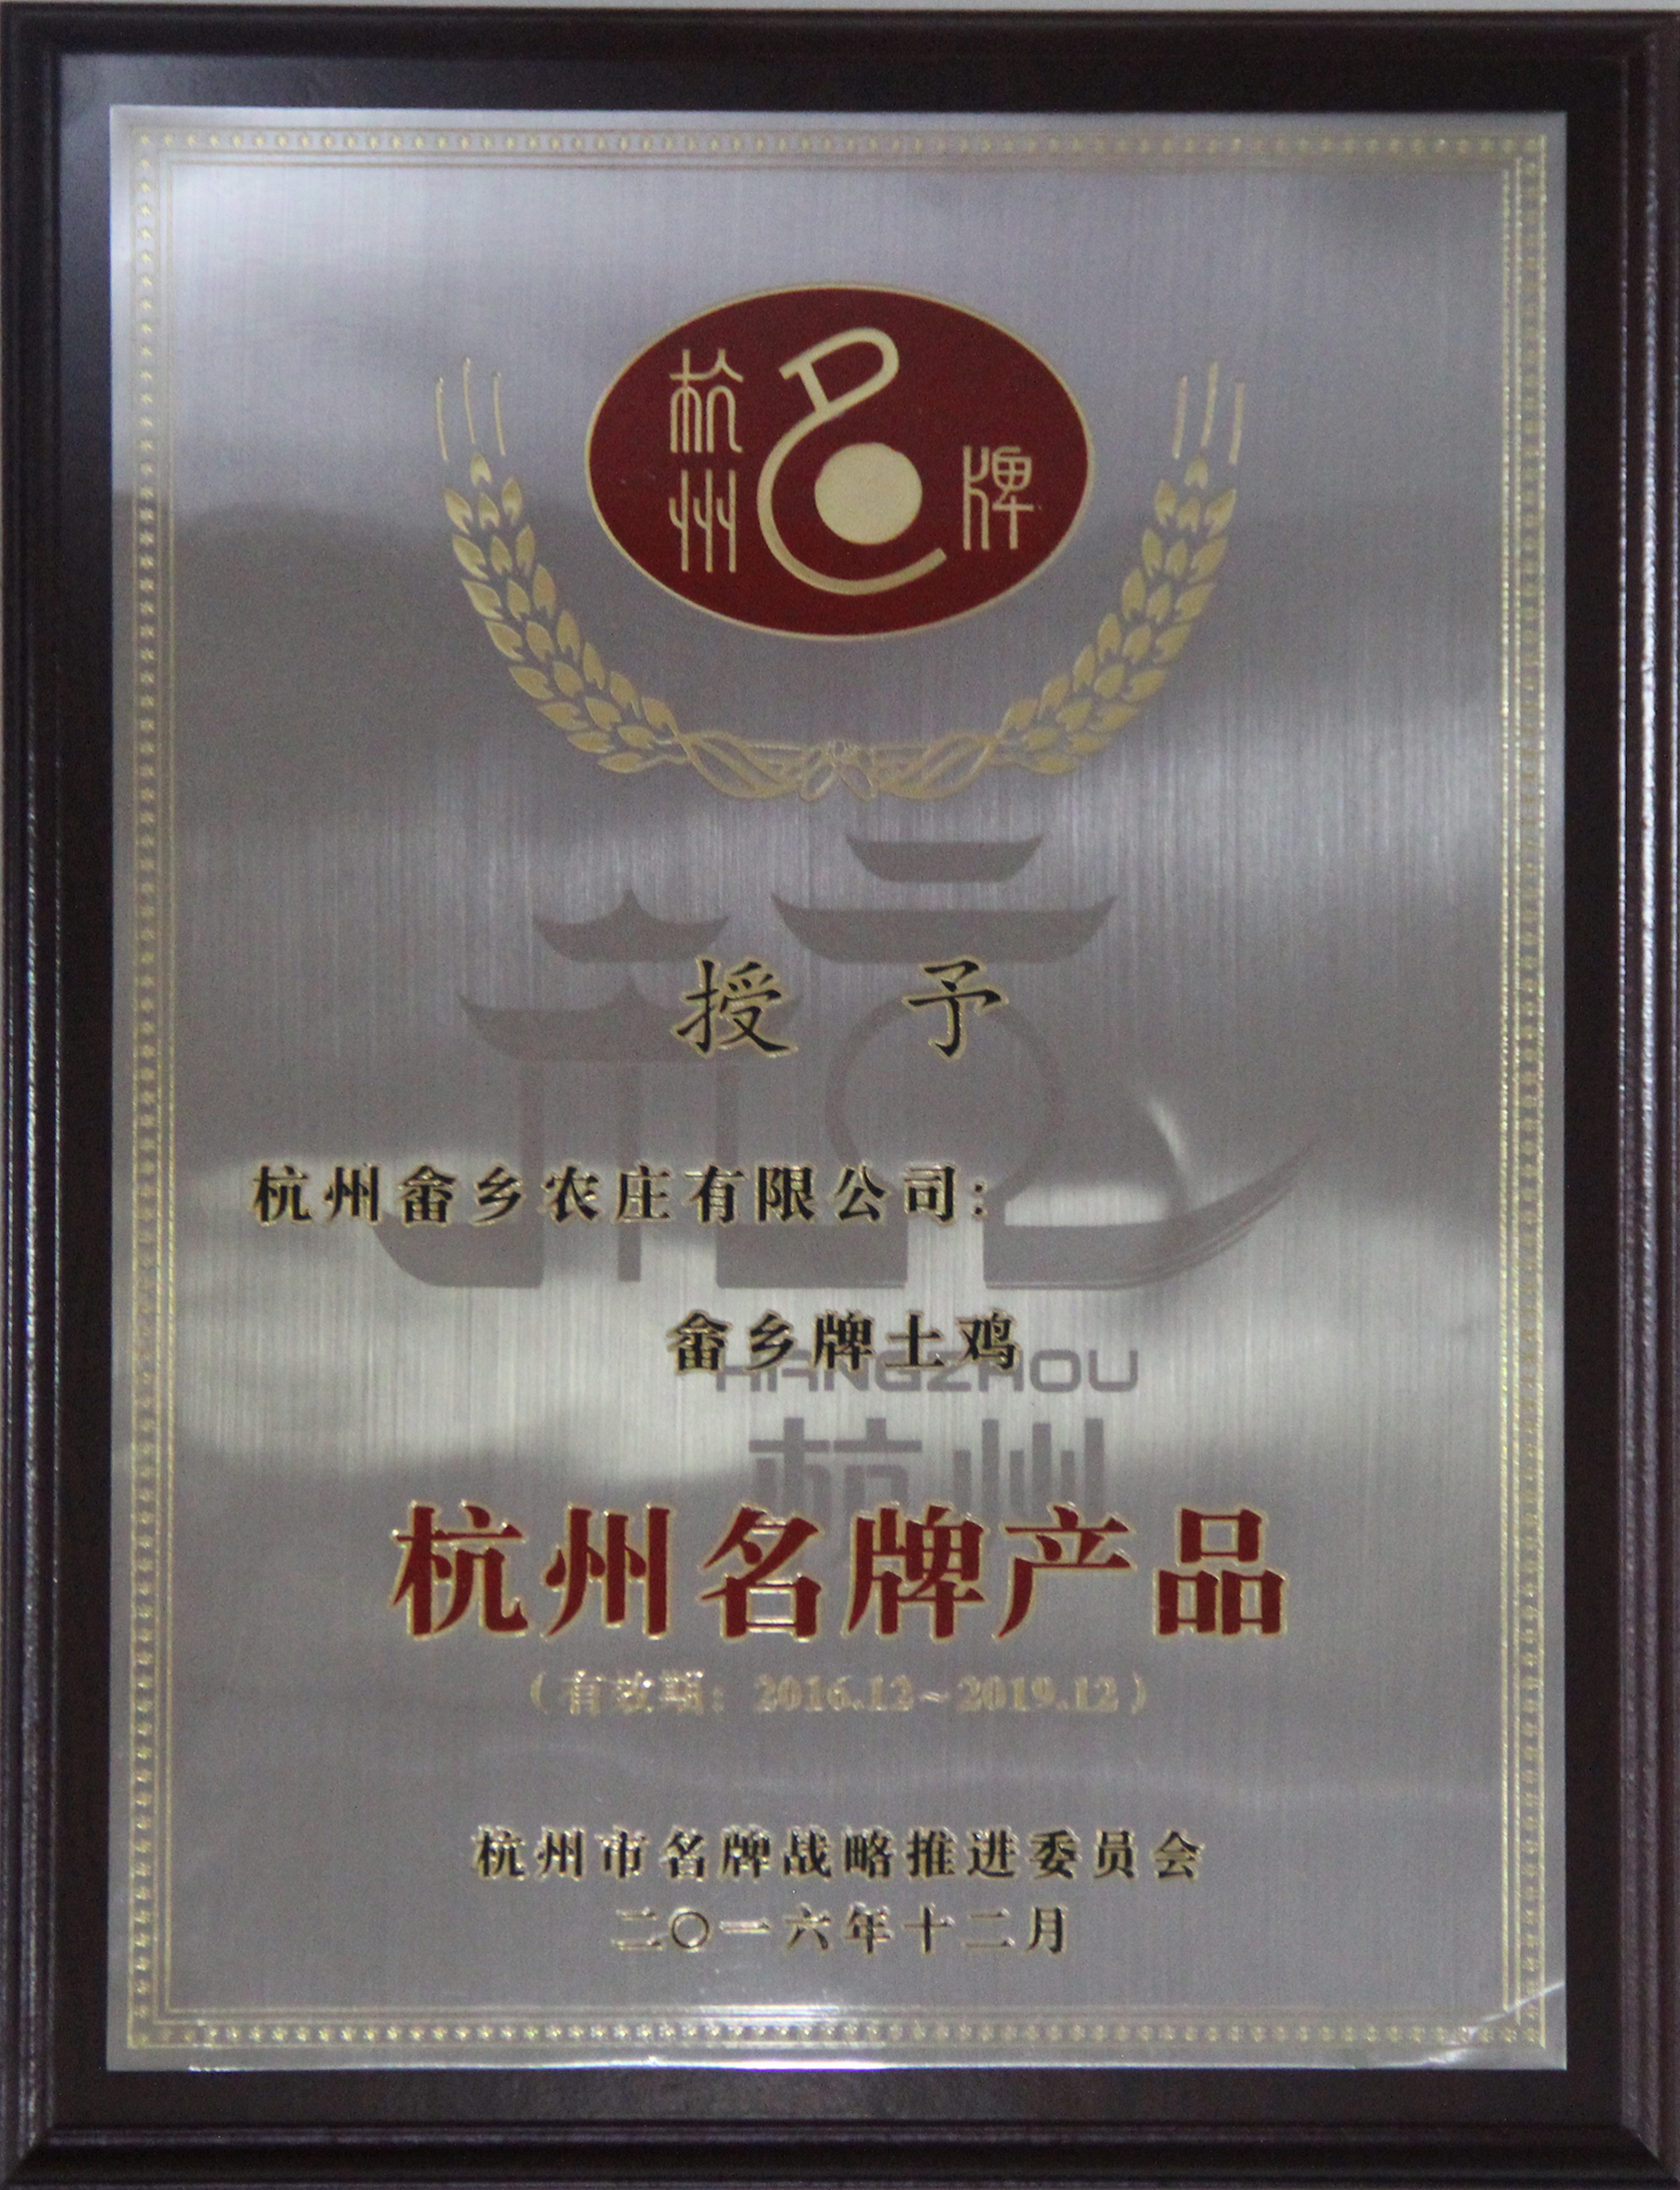 杭州名牌
授予
杭州畲乡农庄有限公司：
畲乡牌土鸡
HANGZHOU
杭州
杭州名牌产品
（有效期：2016.12~2019.12）
杭州市名牌战略推进委员会
二〇一六年十二月